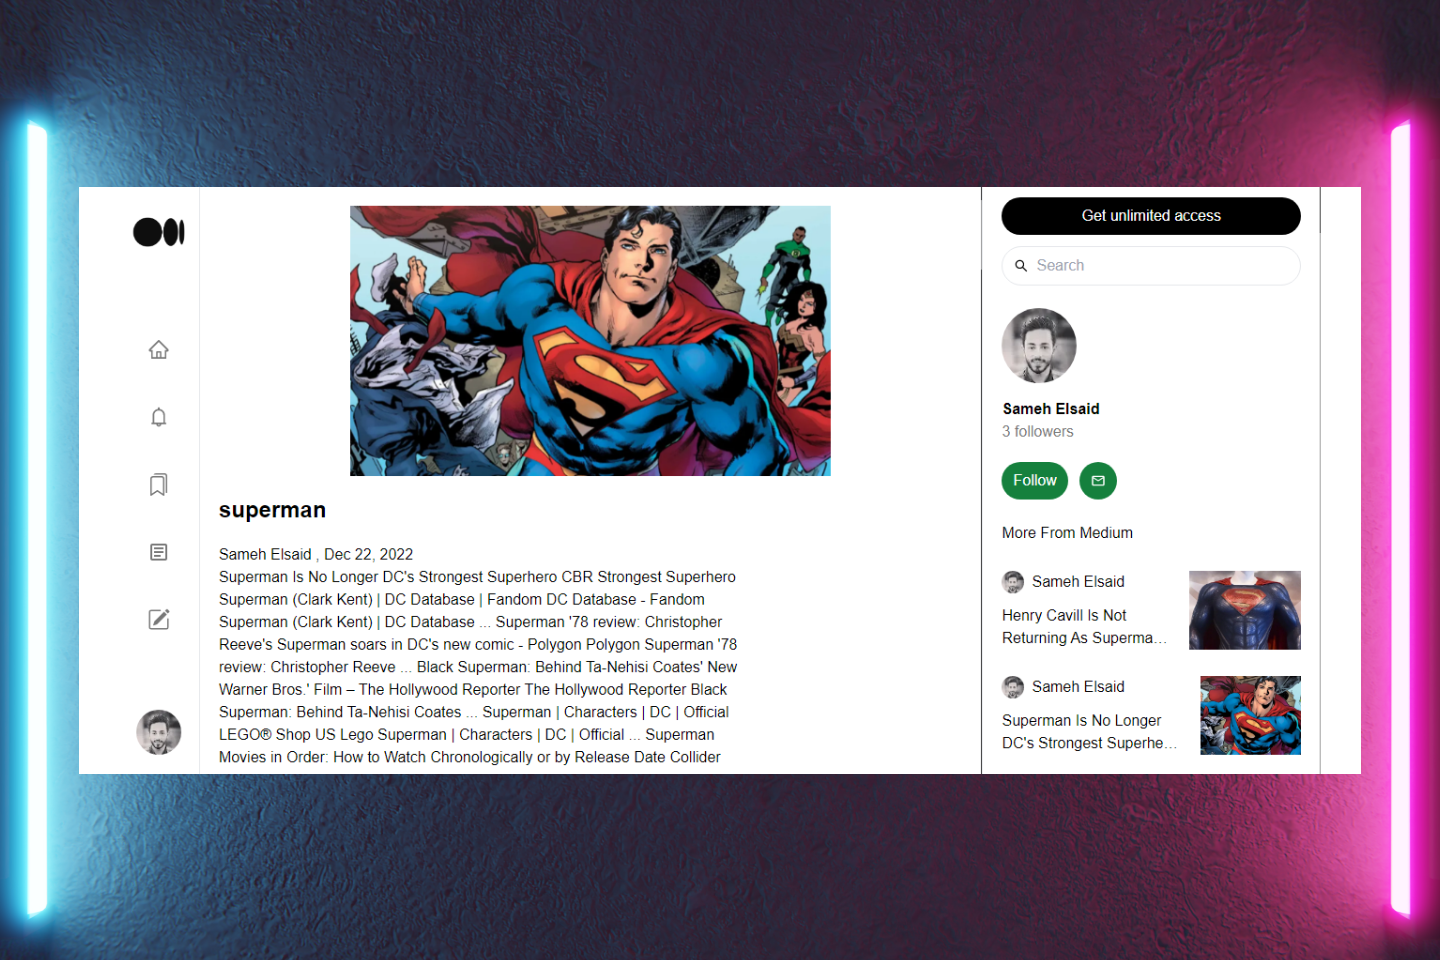 superman
Sameh Elsaid , Dec 22, 2022
Superman Is No Longer DC's Strongest Superhero CBR Strongest Superhero
Superman (Clark Kent) | DC Database | Fandom DC Database - Fandom
Superman (Clark Kent) | DC Database ... Superman '78 review: Christopher
Reeve's Superman soars in DC's new comic - Polygon Polygon Superman '78
review: Christopher Reeve ... Black Superman: Behind Ta-Nehisi Coates' New
Warner Bros.' Film – The Hollywood Reporter The Hollywood Reporter Black
Superman: Behind Ta-Nehisi Coates ... Superman | Characters | DC | Official
LEGO® Shop US Lego Superman | Characters | DC | Official ... Superman
Movies in Order: How to Watch Chronologically or by Release Date Collider
Get unlimited access
Search
Sameh Elsaid
3 followers
Follow
More From Medium
Sameh Elsaid
Henry Cavill Is Not
Returning As Superma...
Sameh Elsaid
Superman Is No Longer
DC's Strongest Superhe...